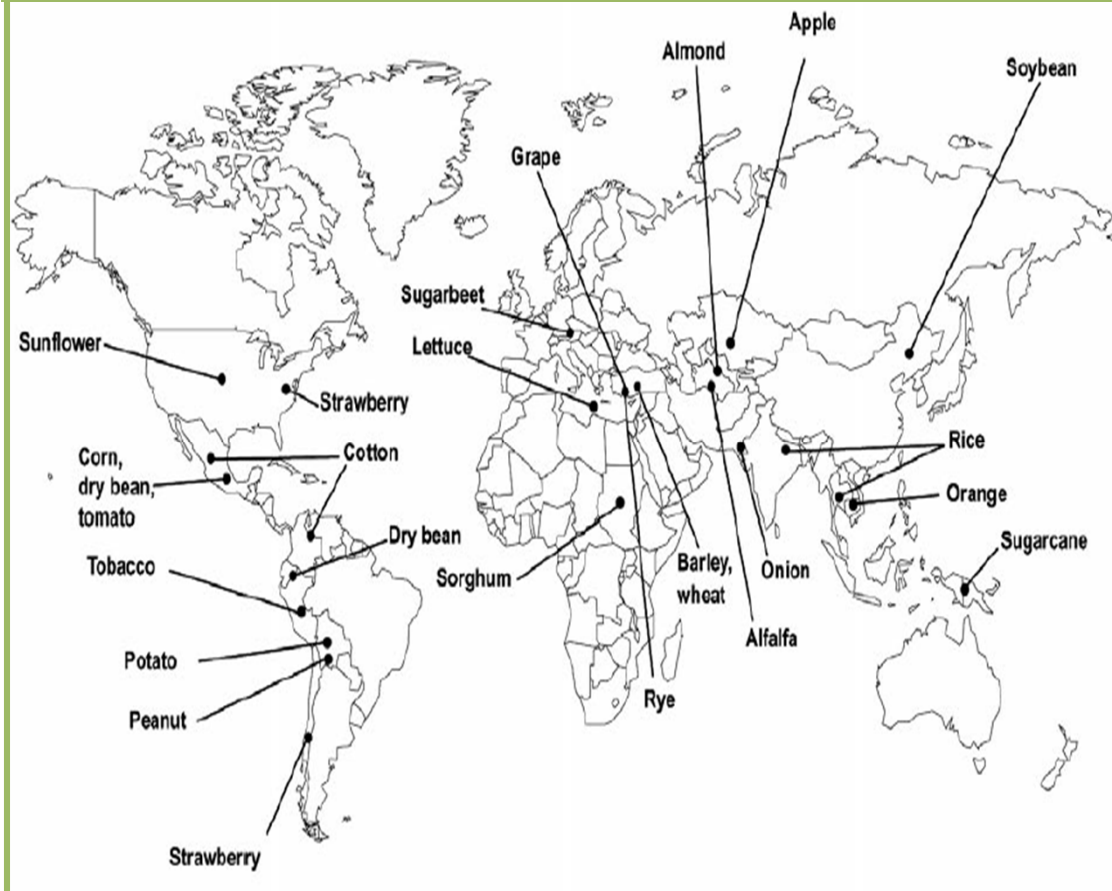 Apple
Almond
Soybean
Grape
Sugarbeet
Sunflower
Lettuce
Strawberry
Rice
Cotton
Corn,
dry bean,
tomato
Orange
Dry bean
Sugarcane
Tobacco
Sorghum
Barley,
wheat
Onion
Alfalfa
Potato
Rye
Peanut
Strawberry